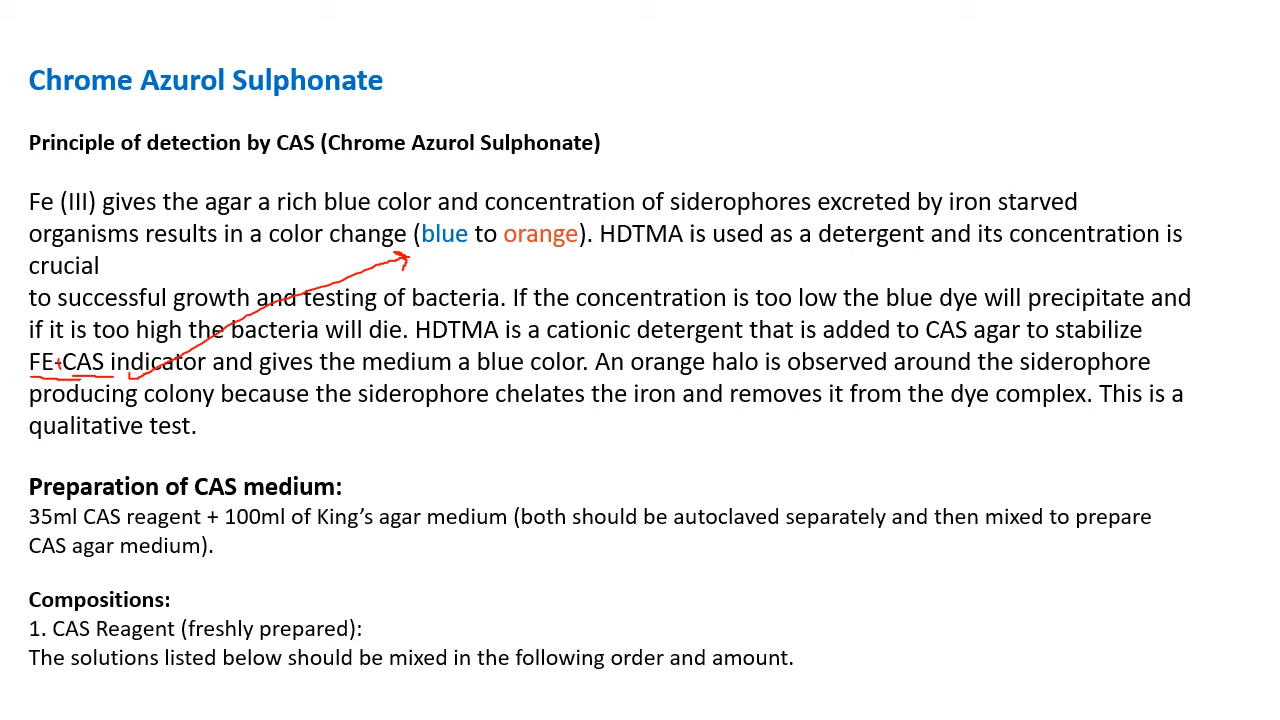 Chrome Azurol Sulphonate
Principle of detection by CAS (Chrome Azurol Sulphonate)
Fe (III) gives the agar a rich blue color and concentration of siderophores excreted by iron starved
organisms results in a color change (blue to orange). HDTMA is used as a detergent and its concentration is
crucial
to successful growth and testing of bacteria. If the concentration is too low the blue dye will precipitate and
if it is too high the bacteria will die. HDTMA is a cationic detergent that is added to CAS agar to stabilize
FE+CAS indicator and gives the medium a blue color. An orange halo is observed around the siderophore
producing colony because the siderophore chelates the iron and removes it from the dye complex. This is a
qualitative test.
Preparation of CAS medium:
35ml CAS reagent + 100ml of King’s agar medium (both should be autoclaved separately and then mixed to prepare
CAS agar medium).
Compositions:
1. CAS Reagent (freshly prepared):
The solutions listed below should be mixed in the following order and amount.